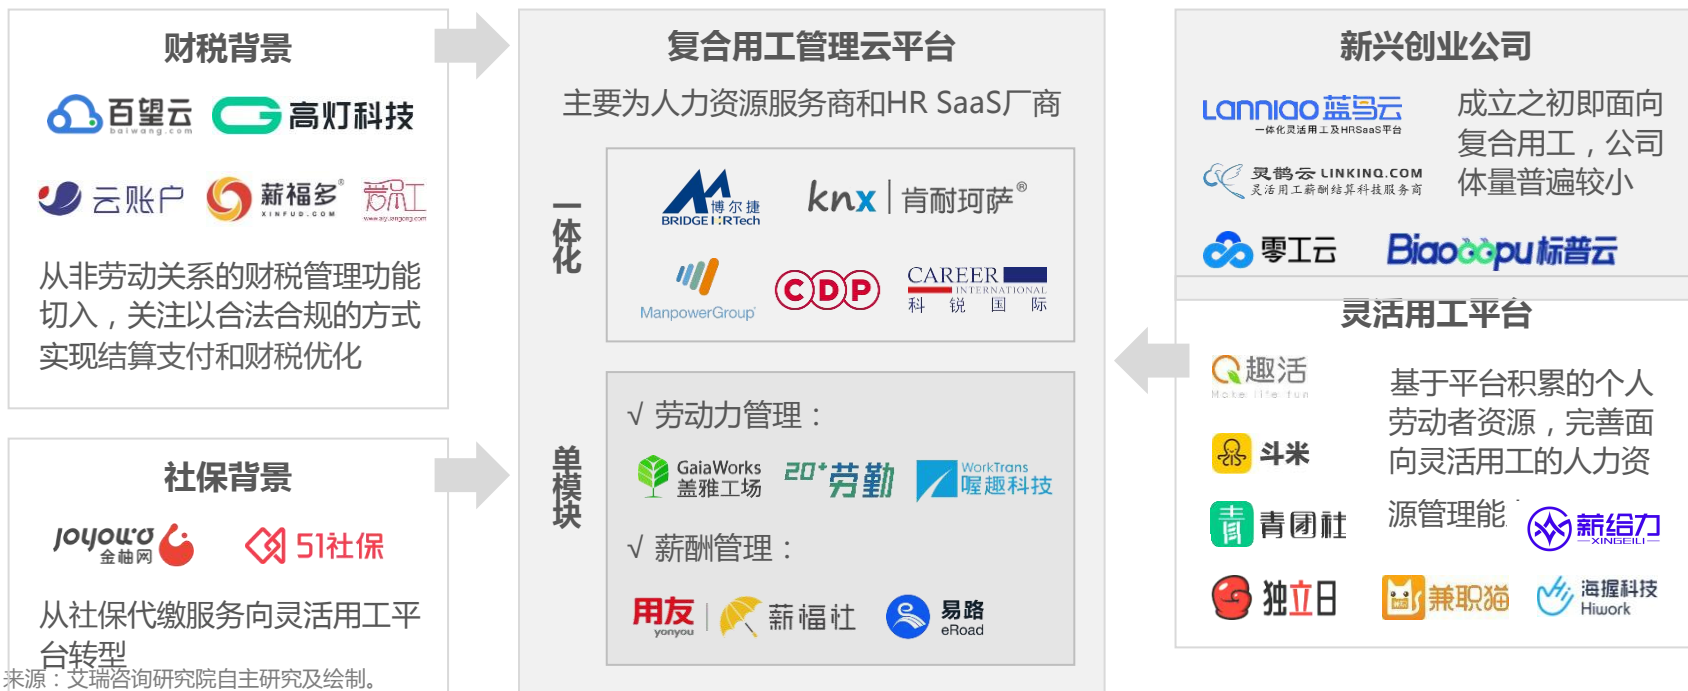 财税背景
百望云
baiwang.com
高灯科技
云账户
薪福多®
XINFUD.COM
从非劳动关系的财税管理功能
切入，关注以合法合规的方式
实现结算支付和财税优化
社保背景
joyowo
金柚网
51社保
从社保代缴服务向灵活用工平
台转型
来源：艾瑞咨询研究院自主研究及绘制。
复合用工管理云平台
主要为人力资源服务商和HR SaaS厂商
一体化
博尔捷
BRIDGE HRTech
knx 肯耐珂萨®
ManpowerGroup
CDP
CAREER
INTERNATIONAL
科锐国际
单模块
√ 劳动力管理：
GaiaWorks
盖雅工场
20+ 劳勤
WorkTrans
喔趣科技
√ 薪酬管理：
用友
yonyou
薪福社
易路
eRoad
新兴创业公司
Lanniao 蓝鸟云
一体化灵活用工及HRSaaS平台
灵鹊云 LINKINQ.COM
灵活用工薪酬结算科技服务商
零工云
Biaoopu 标普云
成立之初即面向
复合用工，公司
体量普遍较小
灵活用工平台
趣活
Make life fun
斗米
青 青团社
独立日
兼职猫
海握科技
Hiwork
薪给力
XINGEILI
基于平台积累的个人
劳动者资源，完善面
向灵活用工的人力资
源管理能